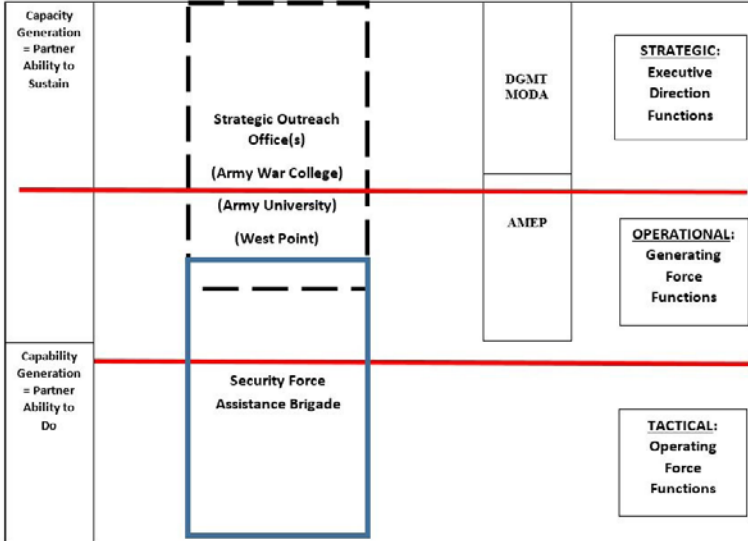 Capacity
Generation
= Partner
Ability to
Sustain
Strategic Outreach
Office(s)
(Army War College)
(Army University)
(West Point)
DGMT
MODA
AMEP
STRATEGIC:
Executive
Direction
Functions
OPERATIONAL:
Generating
Force
Functions
Capability
Generation
= Partner
Ability to
Do
Security Force
Assistance Brigade
TACTICAL:
Operating
Force
Functions